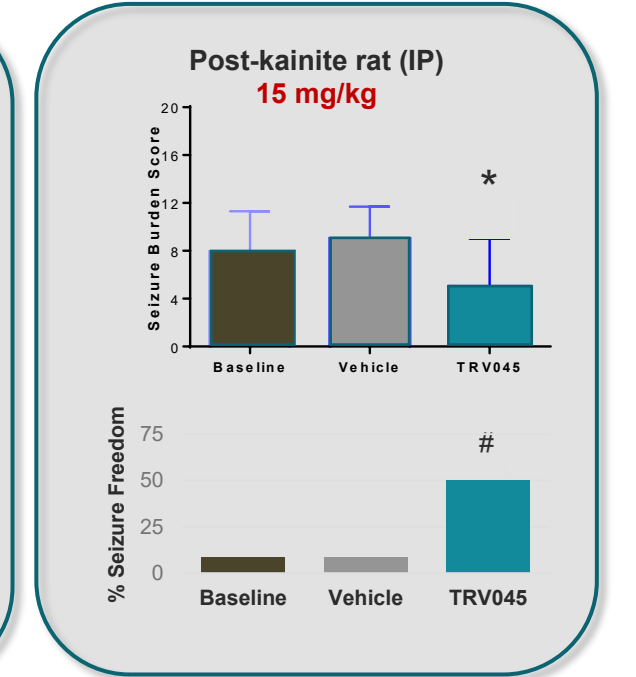 Post-kainite rat (IP)
15 mg/kg
Seizure Burden Score
20
16
12
8
4
0
*
Baseline Vehicle TRV045
% Seizure Freedom
75
50
25
0
#
Baseline Vehicle TRV045